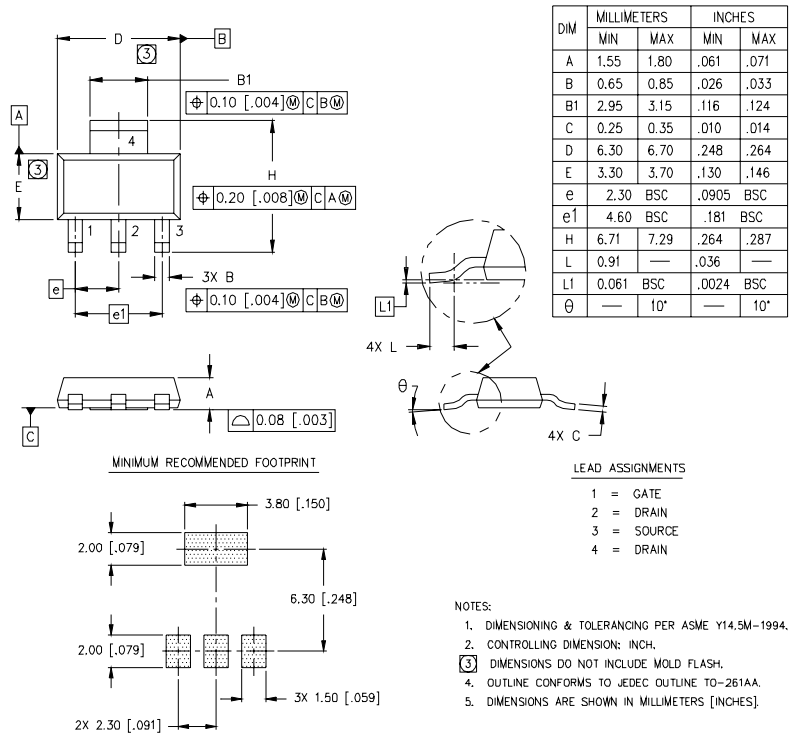 D
B
3
B1
⌖ 0.10 [.004] Ⓜ C B Ⓜ
A
4
3
E
H
⌖ 0.20 [.008] Ⓜ C A Ⓜ
1 2 3
3X B
e
⌖ 0.10 [.004] Ⓜ C B Ⓜ
e1
L1
4X L
DIM MILLIMETERS INCHES
MIN MAX MIN MAX
A 1.55 1.80 .061 .071
B 0.65 0.85 .026 .033
B1 2.95 3.15 .116 .124
C 0.25 0.35 .010 .014
D 6.30 6.70 .248 .264
E 3.30 3.70 .130 .146
e 2.30 BSC .0905 BSC
e1 4.60 BSC .181 BSC
H 6.71 7.29 .264 .287
L 0.91 — .036 —
L1 0.061 BSC .0024 BSC
θ — 10° — 10°
A
C
⌓ 0.08 [.003]
θ
4X C
MINIMUM RECOMMENDED FOOTPRINT
3.80 [.150]
2.00 [.079]
6.30 [.248]
2.00 [.079]
3X 1.50 [.059]
2X 2.30 [.091]
LEAD ASSIGNMENTS
1 = GATE
2 = DRAIN
3 = SOURCE
4 = DRAIN
NOTES:
1. DIMENSIONING & TOLERANCING PER ASME Y14.5M-1994.
2. CONTROLLING DIMENSION: INCH.
3 DIMENSIONS DO NOT INCLUDE MOLD FLASH.
4. OUTLINE CONFORMS TO JEDEC OUTLINE TO-261AA.
5. DIMENSIONS ARE SHOWN IN MILLIMETERS [INCHES].